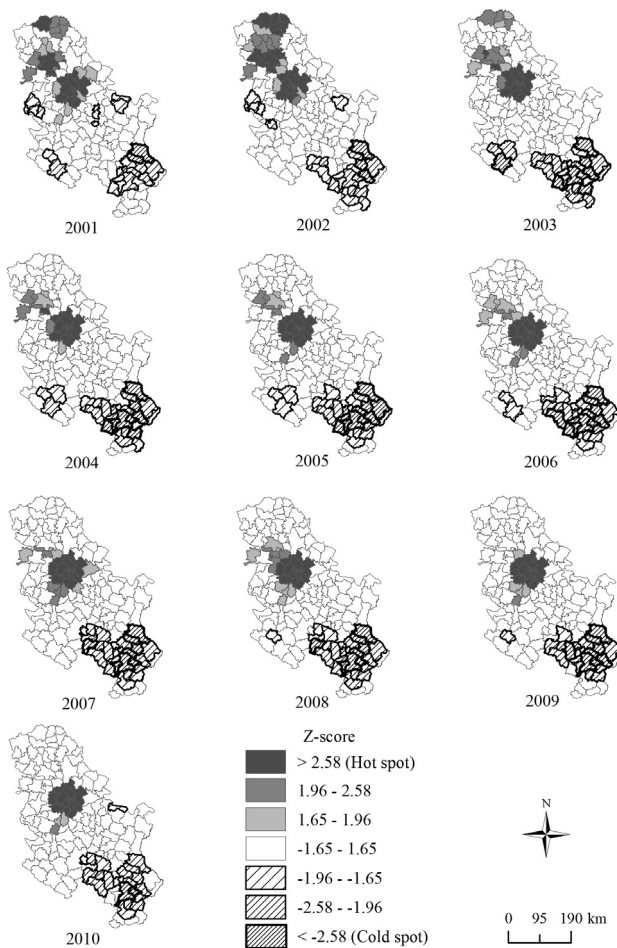 2001 2002 2003
2004 2005 2006
2007 2008 2009
2010
Z-score
> 2.58 (Hot spot)
1.96 - 2.58
1.65 - 1.96
-1.65 - 1.65
-1.96 - -1.65
-2.58 - -1.96
< -2.58 (Cold spot)
N
0 95 190 km